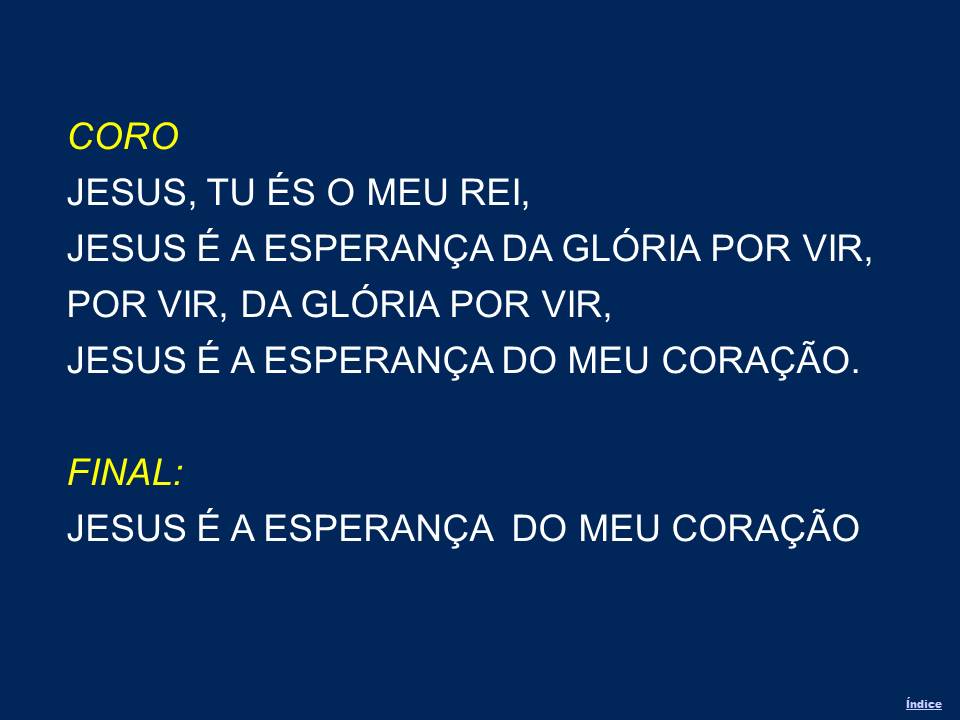 CORO
JESUS, TU ÉS O MEU REI,
JESUS É A ESPERANÇA DA GLÓRIA POR VIR,
POR VIR, DA GLÓRIA POR VIR,
JESUS É A ESPERANÇA DO MEU CORAÇÃO.
FINAL:
JESUS É A ESPERANÇA  DO MEU CORAÇÃO
Índice